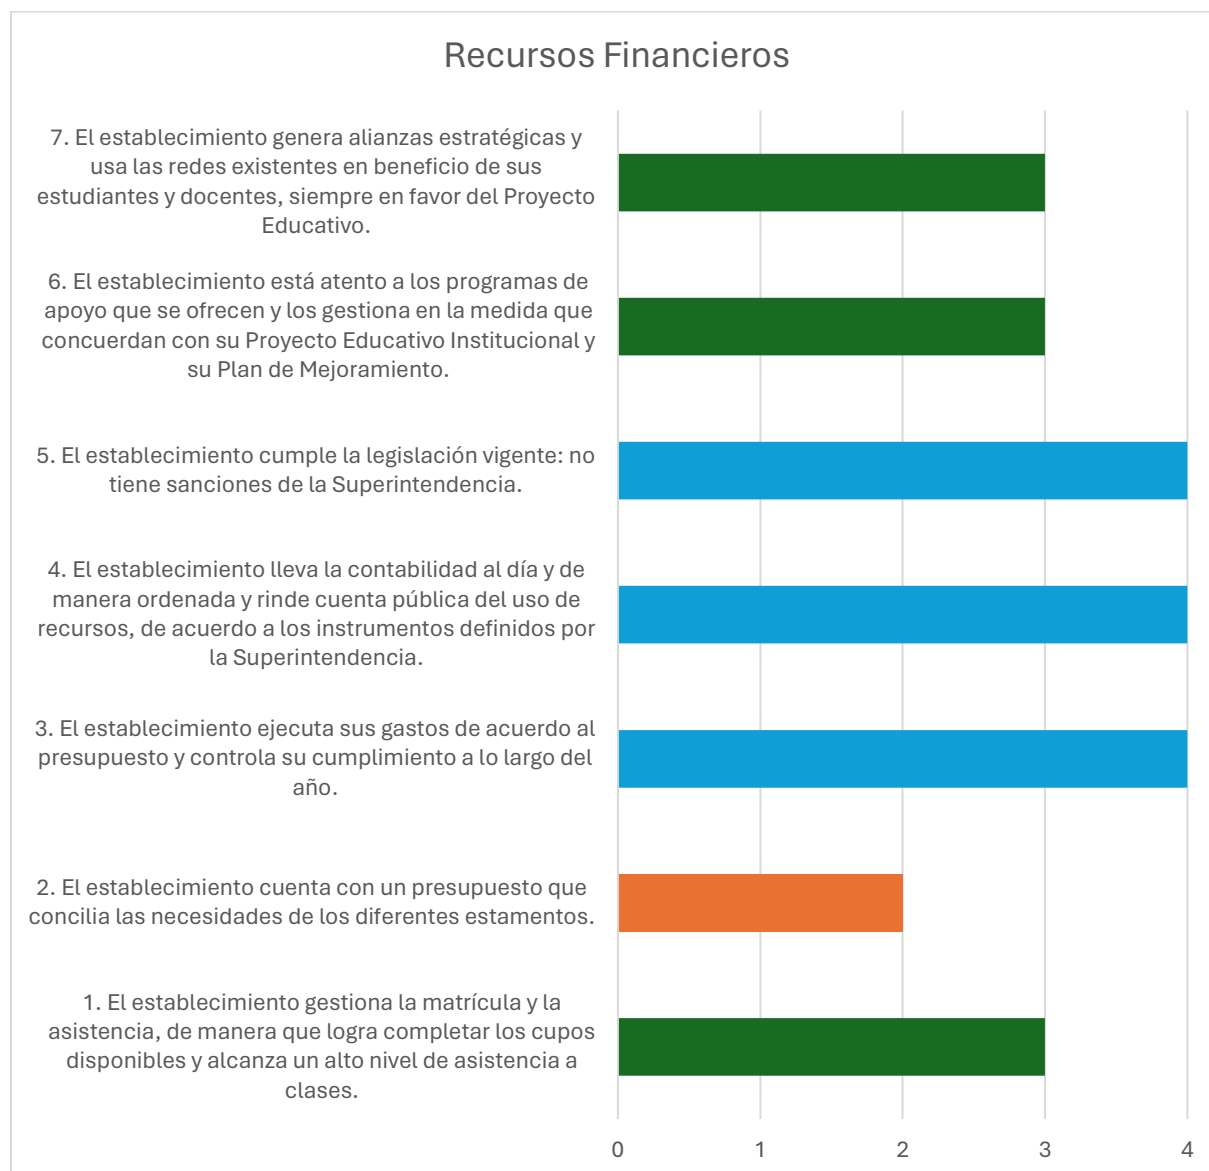 Recursos Financieros
7. El establecimiento genera alianzas estratégicas y
usa las redes existentes en beneficio de sus
estudiantes y docentes, siempre en favor del Proyecto
Educativo.
6. El establecimiento está atento a los programas de
apoyo que se ofrecen y los gestiona en la medida que
concuerdan con su Proyecto Educativo Institucional y
su Plan de Mejoramiento.
5. El establecimiento cumple la legislación vigente: no
tiene sanciones de la Superintendencia.
4. El establecimiento lleva la contabilidad al día y de
manera ordenada y rinde cuenta pública del uso de
recursos, de acuerdo a los instrumentos definidos por
la Superintendencia.
3. El establecimiento ejecuta sus gastos de acuerdo al
presupuesto y controla su cumplimiento a lo largo del
año.
2. El establecimiento cuenta con un presupuesto que
concilia las necesidades de los diferentes estamentos.
1. El establecimiento gestiona la matrícula y la
asistencia, de manera que logra completar los cupos
disponibles y alcanza un alto nivel de asistencia a
clases.
0 1 2 3 4